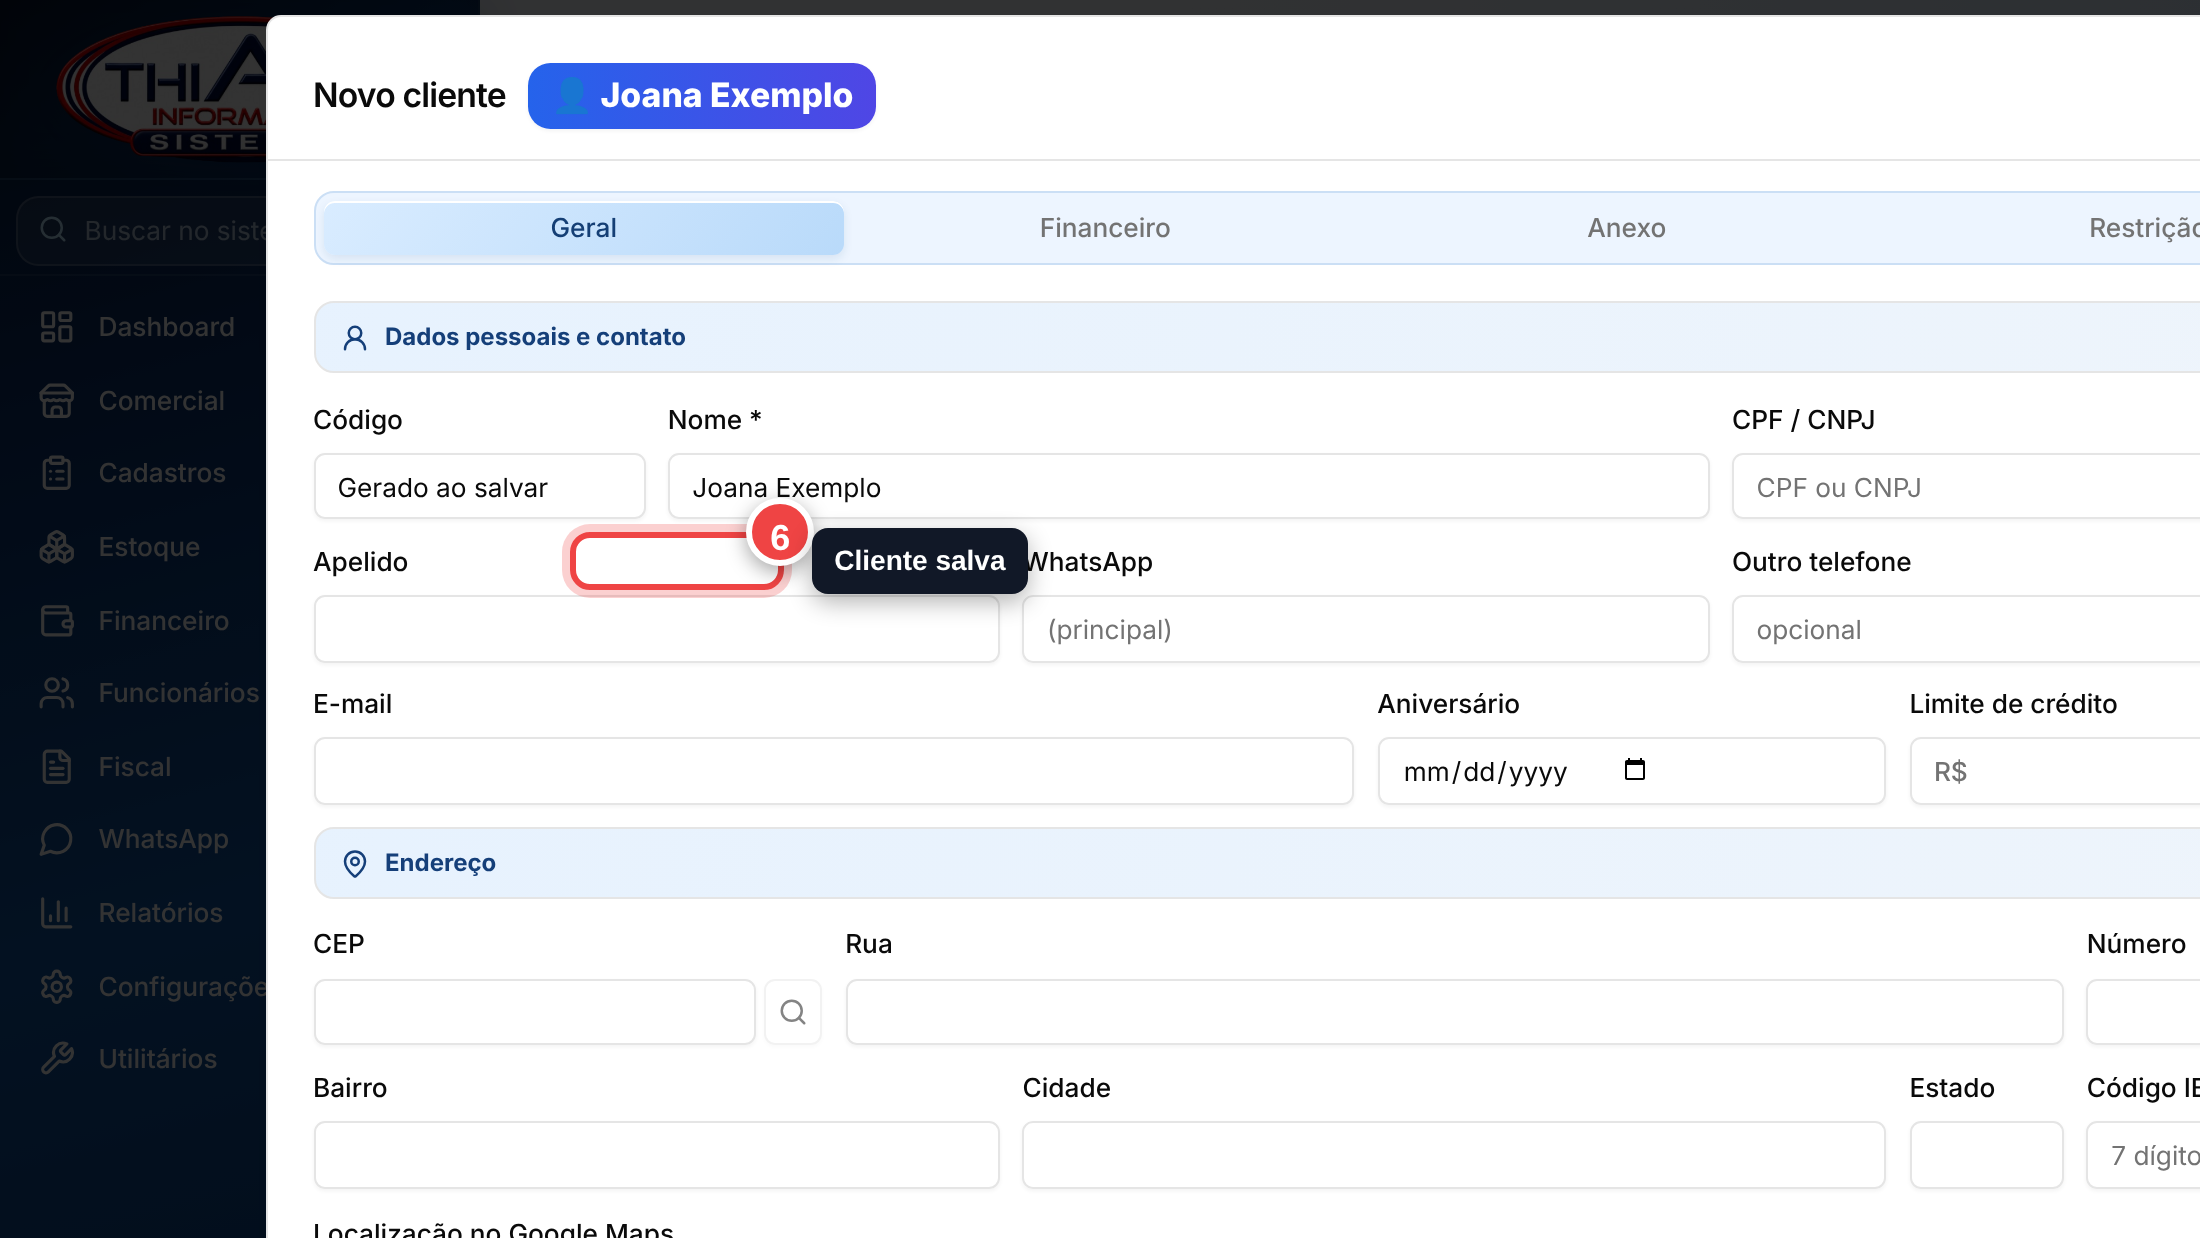 THIA
INFORMA
SISTE
Buscar no siste
Dashboard
Comercial
Cadastros
Estoque
Financeiro
Funcionários
Fiscal
WhatsApp
Relatórios
Configuraçõe
Utilitários
Novo cliente
Joana Exemplo
Geral Financeiro Anexo Restriçã
Dados pessoais e contato
Código Nome * CPF / CNPJ
Gerado ao salvar Joana Exemplo CPF ou CNPJ
Apelido 6 Cliente salva WhatsApp Outro telefone
(principal) opcional
E-mail Aniversário Limite de crédito
mm/dd/yyyy R$
Endereço
CEP Rua Número
Bairro Cidade Estado Código IB
7 dígito
Localização no Google Maps